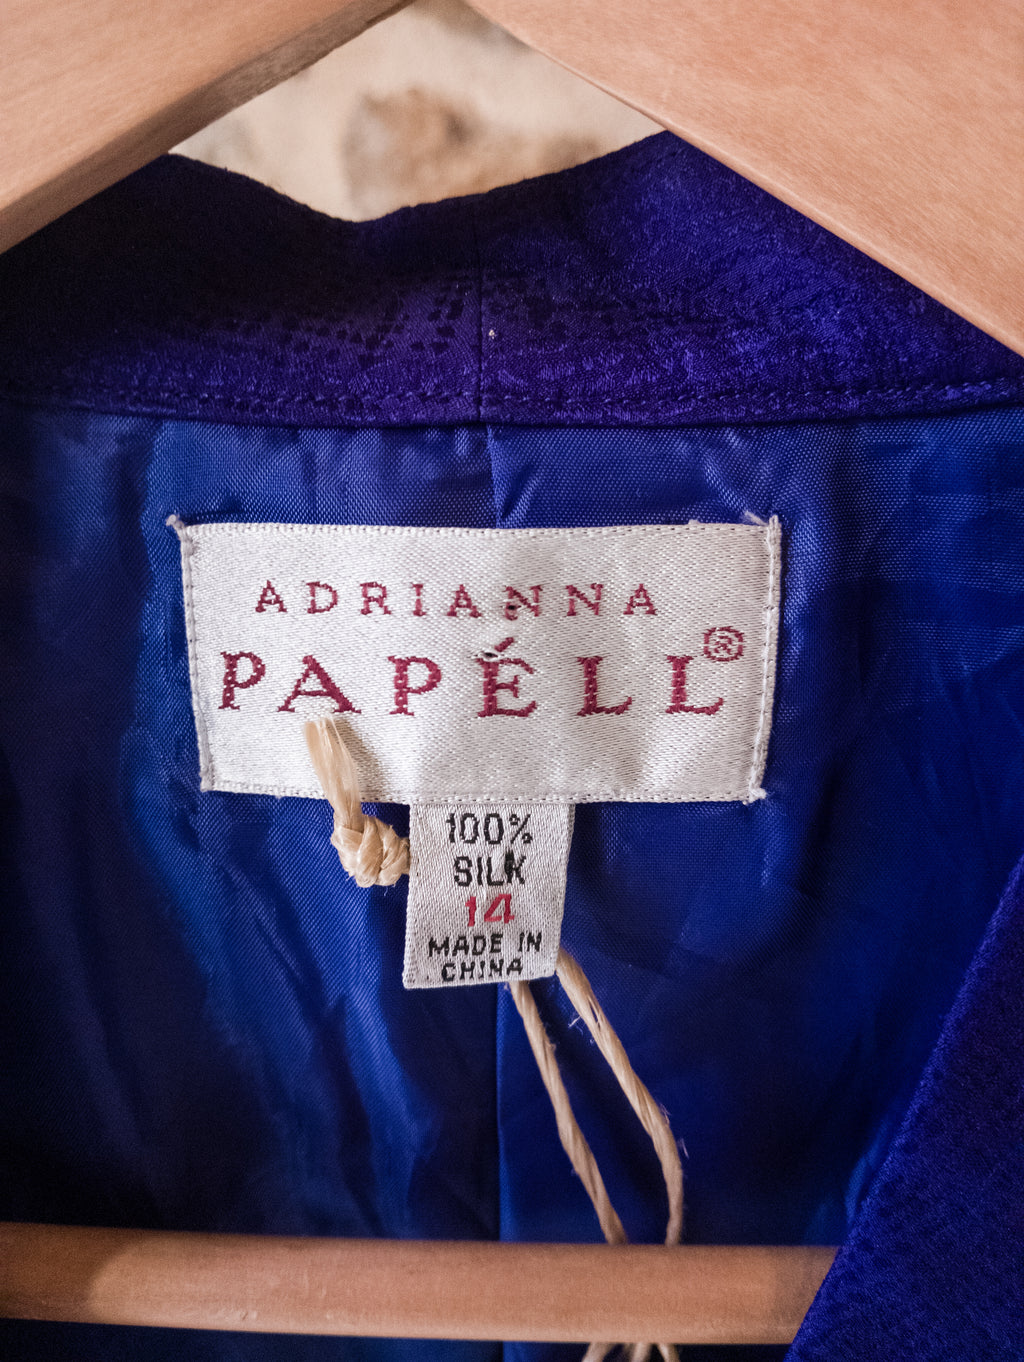 ADRIANNA
PAPÉLL®
100%
SILK
14
MADE IN
CHINA